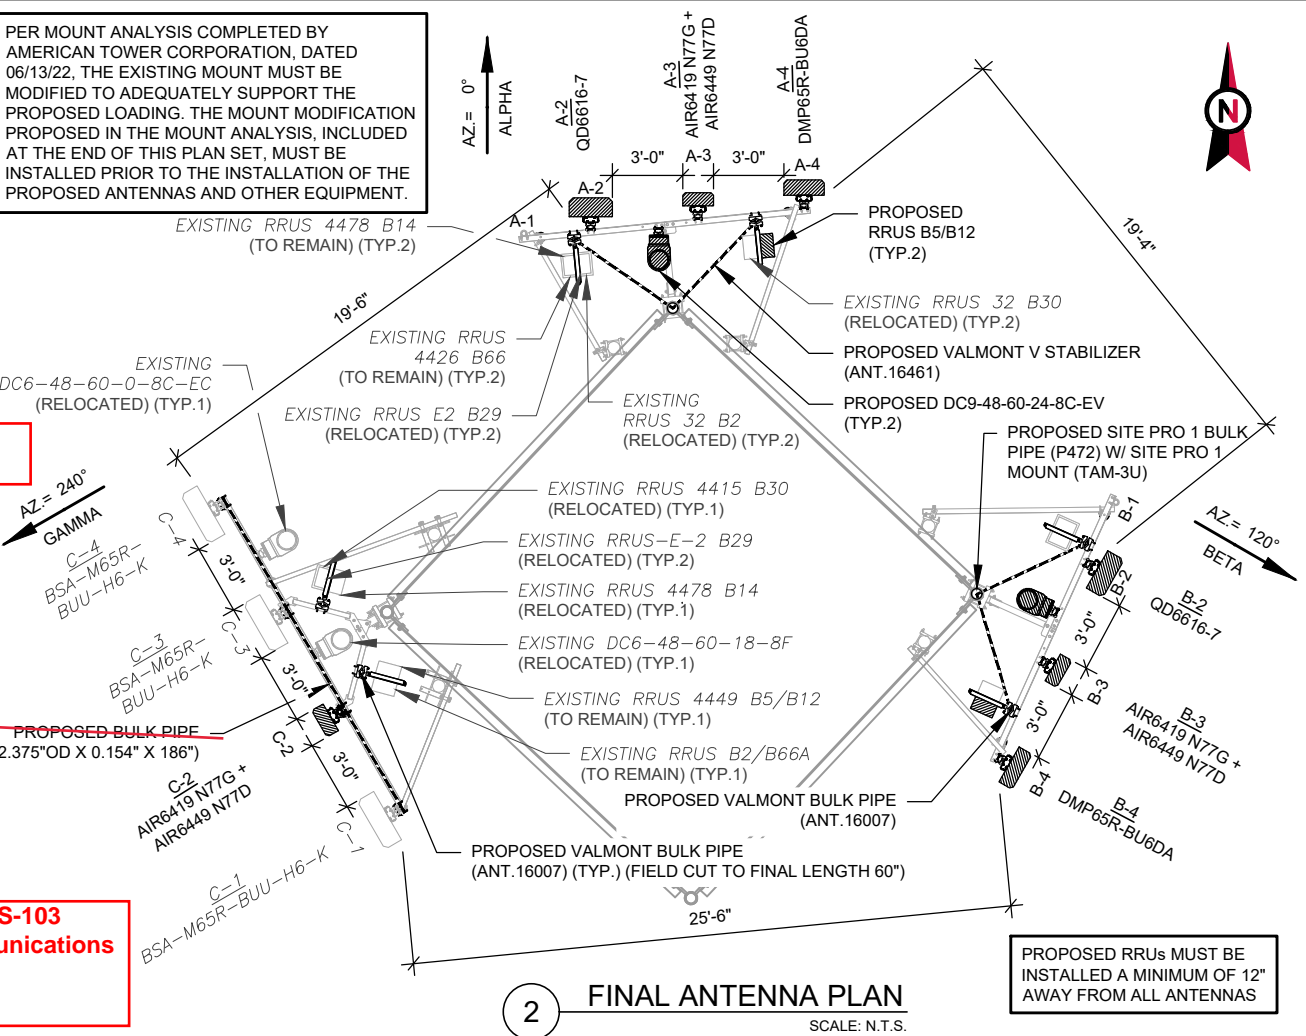 PER MOUNT ANALYSIS COMPLETED BY
AMERICAN TOWER CORPORATION, DATED
06/13/22, THE EXISTING MOUNT MUST BE
MODIFIED TO ADEQUATELY SUPPORT THE
PROPOSED LOADING. THE MOUNT MODIFICATION
PROPOSED IN THE MOUNT ANALYSIS, INCLUDED
AT THE END OF THIS PLAN SET, MUST BE
INSTALLED PRIOR TO THE INSTALLATION OF THE
PROPOSED ANTENNAS AND OTHER EQUIPMENT.
AZ.= 0°
ALPHA
A-2
QD6616-7
A-3
AIR6419 N77G +
AIR6449 N77D
A-4
DMP65R-BU6DA
N
3'-0"
A-3
3'-0"
A-4
A-2
A-1
19'-6"
19'-4"
EXISTING RRUS 4478 B14
(TO REMAIN) (TYP.2)
PROPOSED
RRUS B5/B12
(TYP.2)
EXISTING RRUS 32 B30
(RELOCATED) (TYP.2)
EXISTING RRUS
4426 B66
(TO REMAIN) (TYP.2)
PROPOSED VALMONT V STABILIZER
(ANT.16461)
EXISTING
DC6-48-60-0-8C-EC
(RELOCATED) (TYP.1)
EXISTING RRUS E2 B29
(RELOCATED) (TYP.2)
EXISTING
RRUS 32 B2
(RELOCATED) (TYP.2)
PROPOSED DC9-48-60-24-8C-EV
(TYP.2)
PROPOSED SITE PRO 1 BULK
PIPE (P472) W/ SITE PRO 1
MOUNT (TAM-3U)
AZ.= 240°
GAMMA
C-4
BSA-M65R-
BUU-H6-K
C-4
3'-0"
C-3
C-3
BSA-M65R-
BUU-H6-K
3'-0"
EXISTING RRUS 4415 B30
(RELOCATED) (TYP.1)
EXISTING RRUS-E-2 B29
(RELOCATED) (TYP.2)
EXISTING RRUS 4478 B14
(RELOCATED) (TYP.1)
EXISTING DC6-48-60-18-8F
(RELOCATED) (TYP.1)
EXISTING RRUS 4449 B5/B12
(TO REMAIN) (TYP.1)
EXISTING RRUS B2/B66A
(TO REMAIN) (TYP.1)
B-1
AZ.= 120°
BETA
B-2
B-2
QD6616-7
3'-0"
B-3
3'-0"
B-3
AIR6419 N77G +
AIR6449 N77D
B-4
B-4
DMP65R-BU6DA
PROPOSED BULK PIPE
2.375"OD X 0.154" X 186")
C-2
3'-0"
C-2
AIR6419 N77G +
AIR6449 N77D
C-1
C-1
BSA-M65R-BUU-H6-K
PROPOSED VALMONT BULK PIPE
(ANT.16007)
PROPOSED VALMONT BULK PIPE
(ANT.16007) (TYP.) (FIELD CUT TO FINAL LENGTH 60")
25'-6"
S-103
unications
PROPOSED RRUs MUST BE
INSTALLED A MINIMUM OF 12"
AWAY FROM ALL ANTENNAS
2
FINAL ANTENNA PLAN
SCALE: N.T.S.